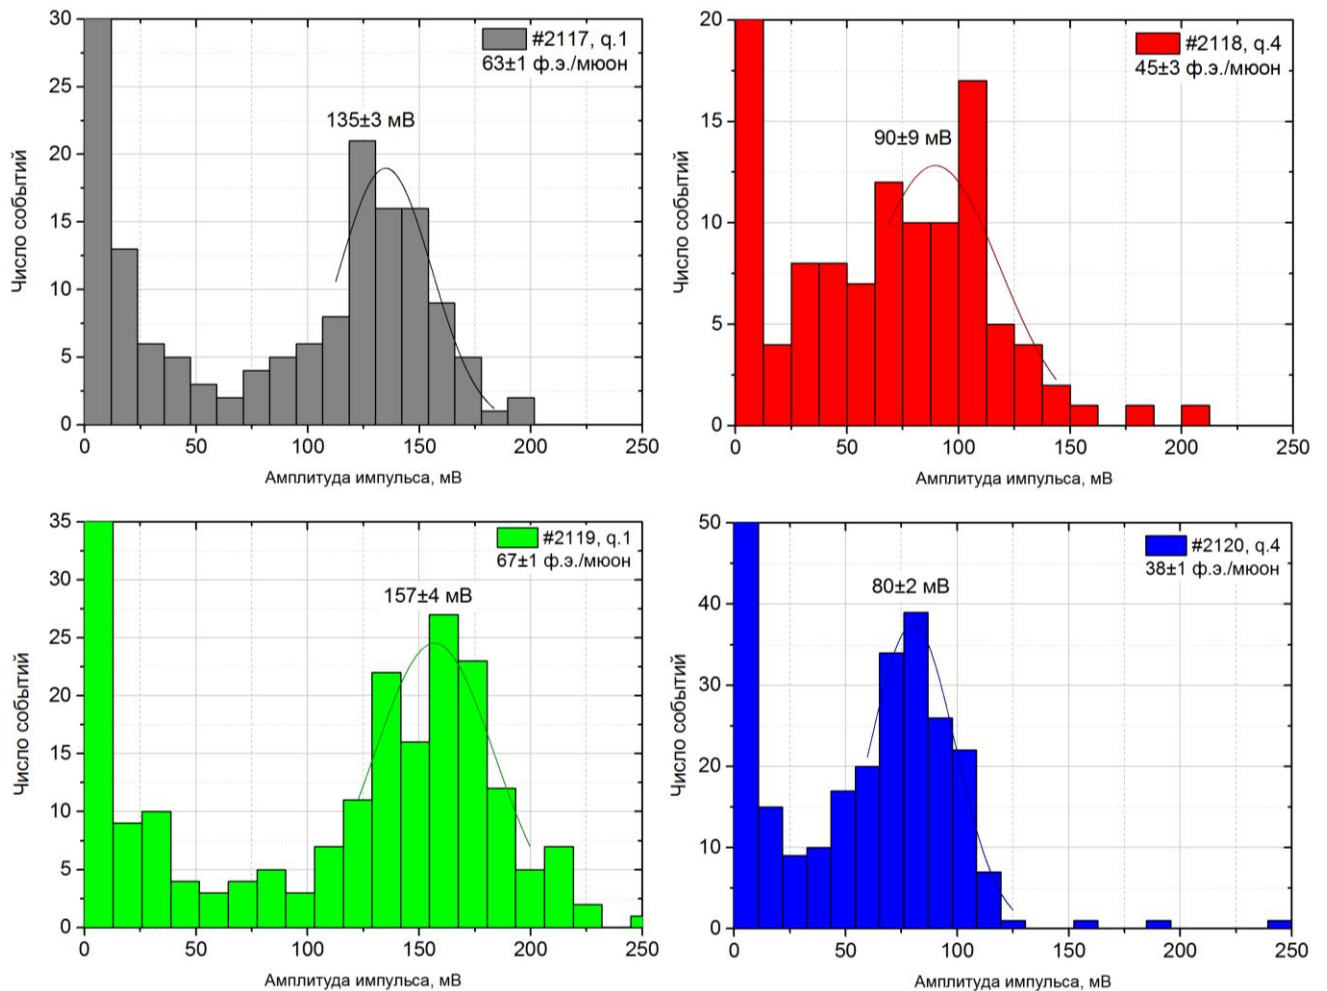 #2117, q.1
63±1 ф.э./мюон
135±3 мВ
30
25
20
15
10
5
0
Число событий
0 50 100 150 200 250
Амплитуда импульса, мВ
#2118, q.4
45±3 ф.э./мюон
90±9 мВ
20
15
10
5
0
Число событий
0 50 100 150 200 250
Амплитуда импульса, мВ
#2119, q.1
67±1 ф.э./мюон
157±4 мВ
35
30
25
20
15
10
5
0
Число событий
0 50 100 150 200 250
Амплитуда импульса, мВ
#2120, q.4
38±1 ф.э./мюон
80±2 мВ
50
40
30
20
10
0
Число событий
0 50 100 150 200 250
Амплитуда импульса, мВ